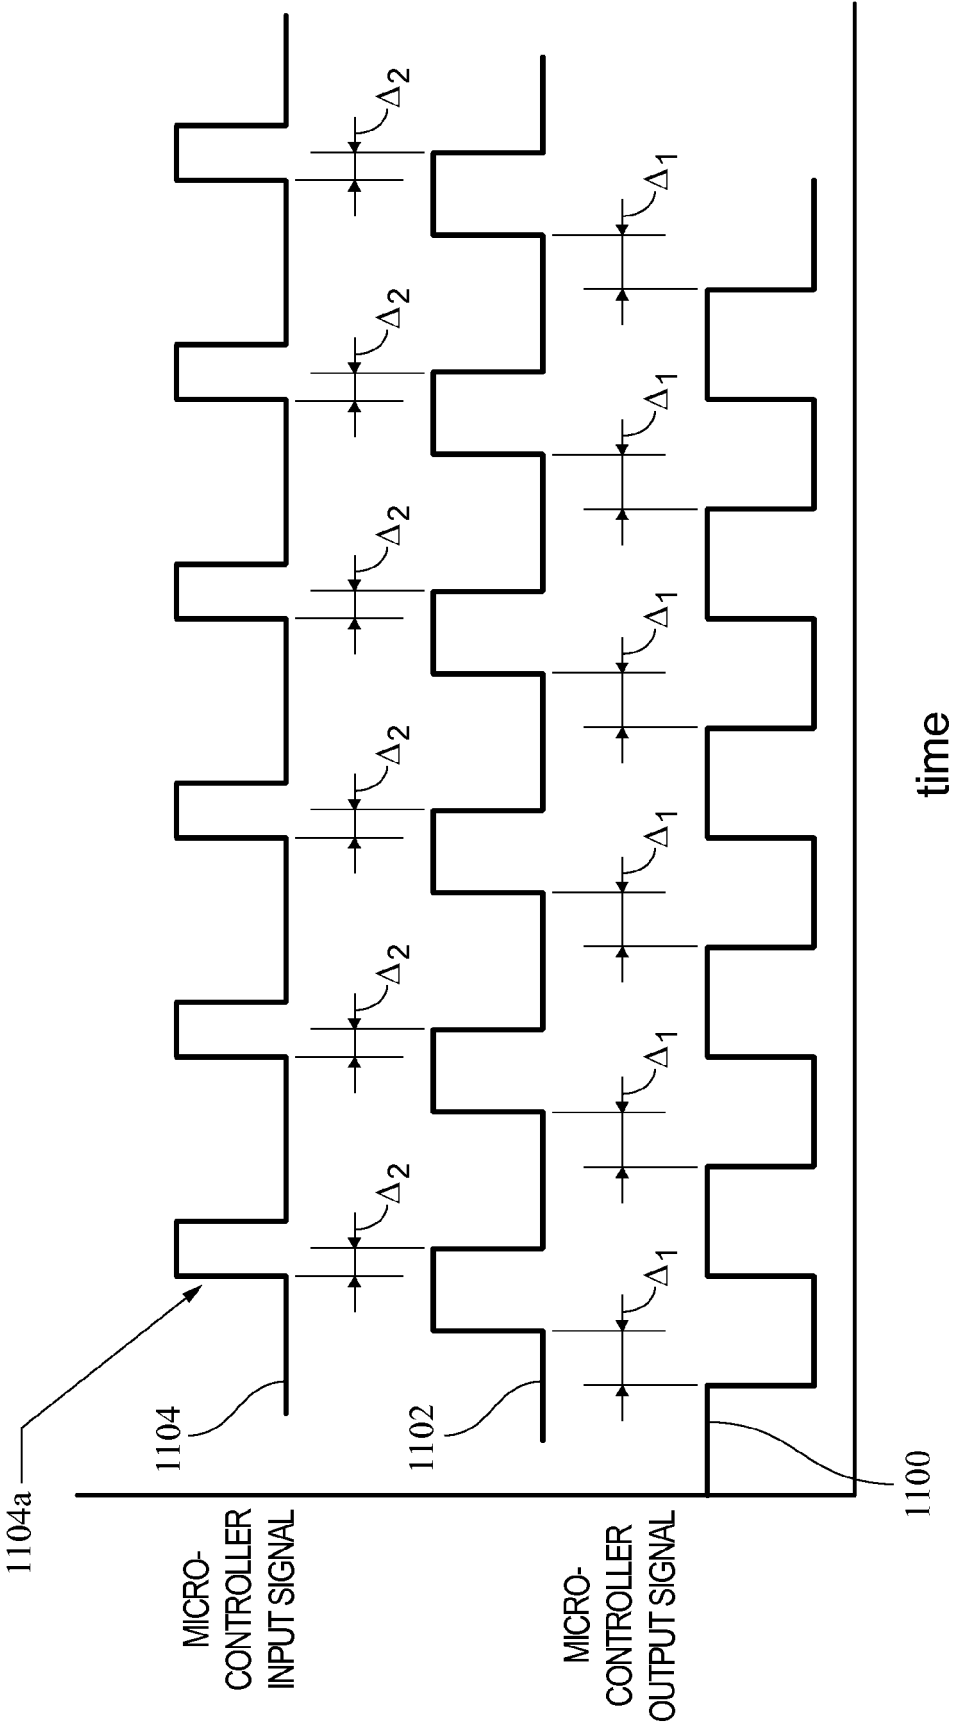 1104a
MICRO-
CONTROLLER
INPUT SIGNAL
1104
Δ2
Δ2
Δ2
Δ2
Δ2
Δ2
1102
MICRO-
CONTROLLER
OUTPUT SIGNAL
Δ1
Δ1
Δ1
Δ1
Δ1
Δ1
1100
time